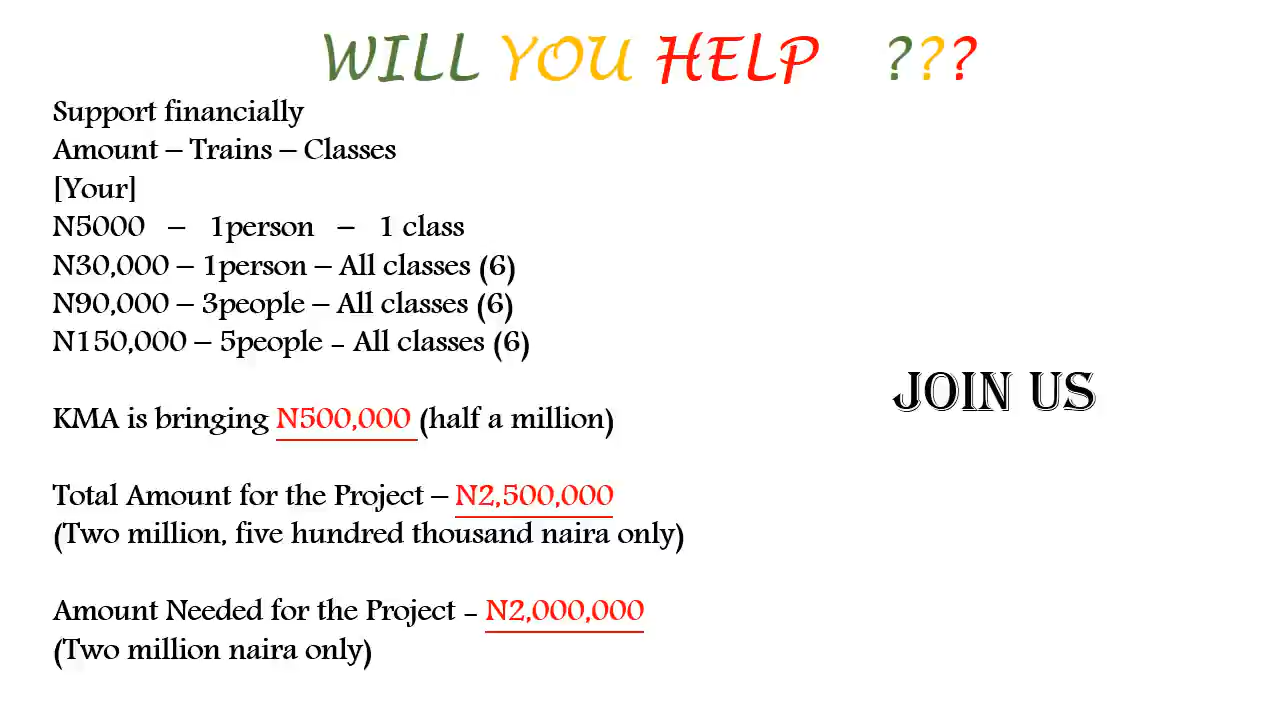 WILL YOU HELP ???
Support financially
Amount – Trains – Classes
[Your]
N5000 – 1person – 1 class
N30,000 – 1person – All classes (6)
N90,000 – 3people – All classes (6)
N150,000 – 5people - All classes (6)
KMA is bringing N500,000 (half a million)
Total Amount for the Project – N2,500,000
(Two million, five hundred thousand naira only)
Amount Needed for the Project - N2,000,000
(Two million naira only)
JOIN US